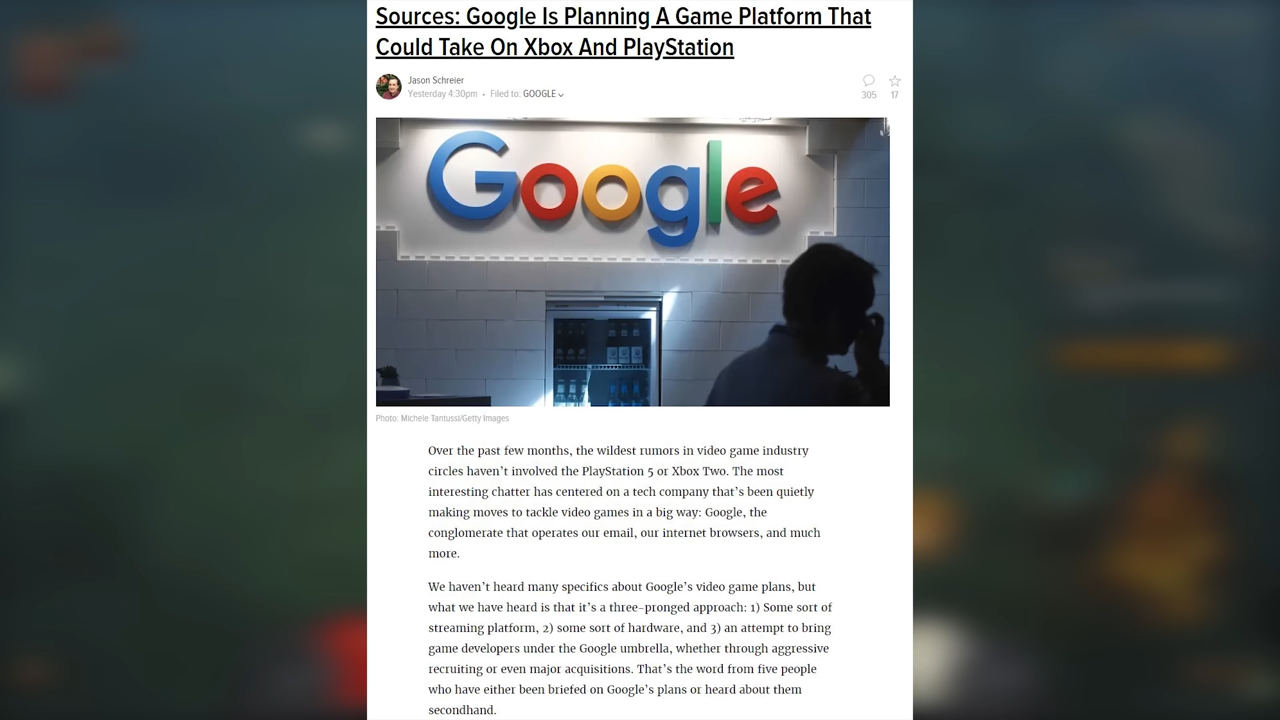 Sources: Google Is Planning A Game Platform That
Could Take On Xbox And PlayStation
Jason Schreier
Yesterday 4:30pm • Filed to: GOOGLE
305
17
Google
Photo: Michele Tantussi/Getty Images
Over the past few months, the wildest rumors in video game industry
circles haven’t involved the PlayStation 5 or Xbox Two. The most
interesting chatter has centered on a tech company that’s been quietly
making moves to tackle video games in a big way: Google, the
conglomerate that operates our email, our internet browsers, and much
more.
We haven’t heard many specifics about Google’s video game plans, but
what we have heard is that it’s a three-pronged approach: 1) Some sort of
streaming platform, 2) some sort of hardware, and 3) an attempt to bring
game developers under the Google umbrella, whether through aggressive
recruiting or even major acquisitions. That’s the word from five people
who have either been briefed on Google’s plans or heard about them
secondhand.